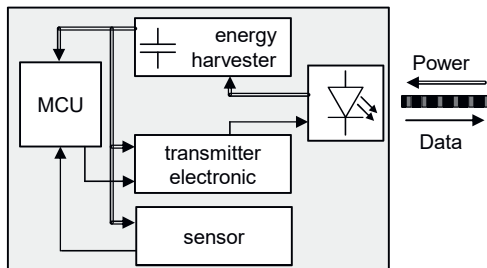 energy
harvester
MCU
transmitter
electronic
sensor
Power
Data